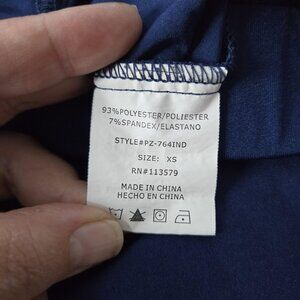 93%POLYESTER/POLIESTER
7%SPANDEX/ELASTANO
STYLE#PZ-764IND
SIZE: XS
RN#113579
MADE IN CHINA
HECHO EN CHINA